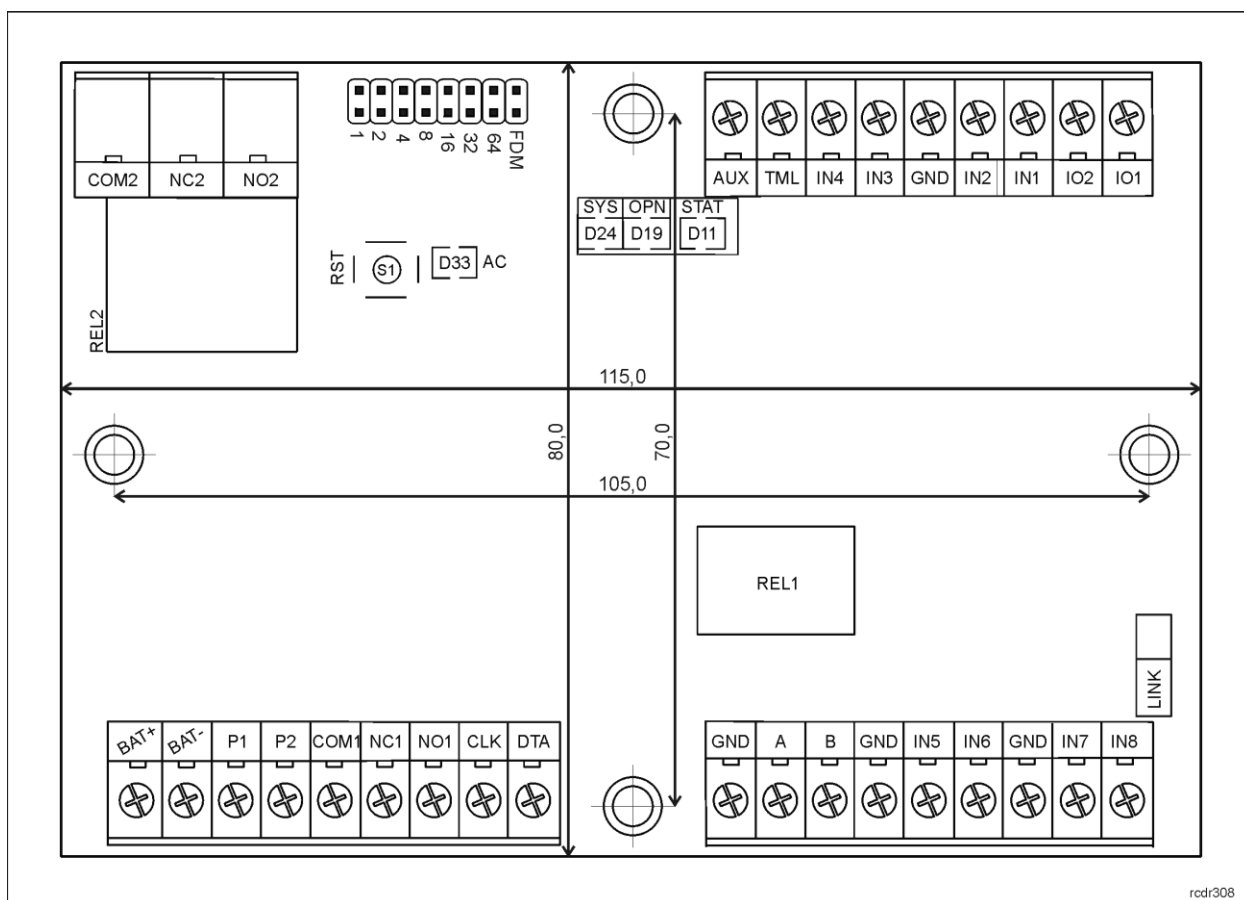 COM2 NC2 NO2
1 2 4 8 16 32 64 FDM
AUX TML IN4 IN3 GND IN2 IN1 IO2 IO1
SYS OPN STAT
D24 D19 D11
RST S1 D33 AC
REL2
115,0
80,0
70,0
105,0
REL1
LINK
BAT+ BAT- P1 P2 COM1 NC1 NO1 CLK DTA
GND A B GND IN5 IN6 GND IN7 IN8
rcdr308